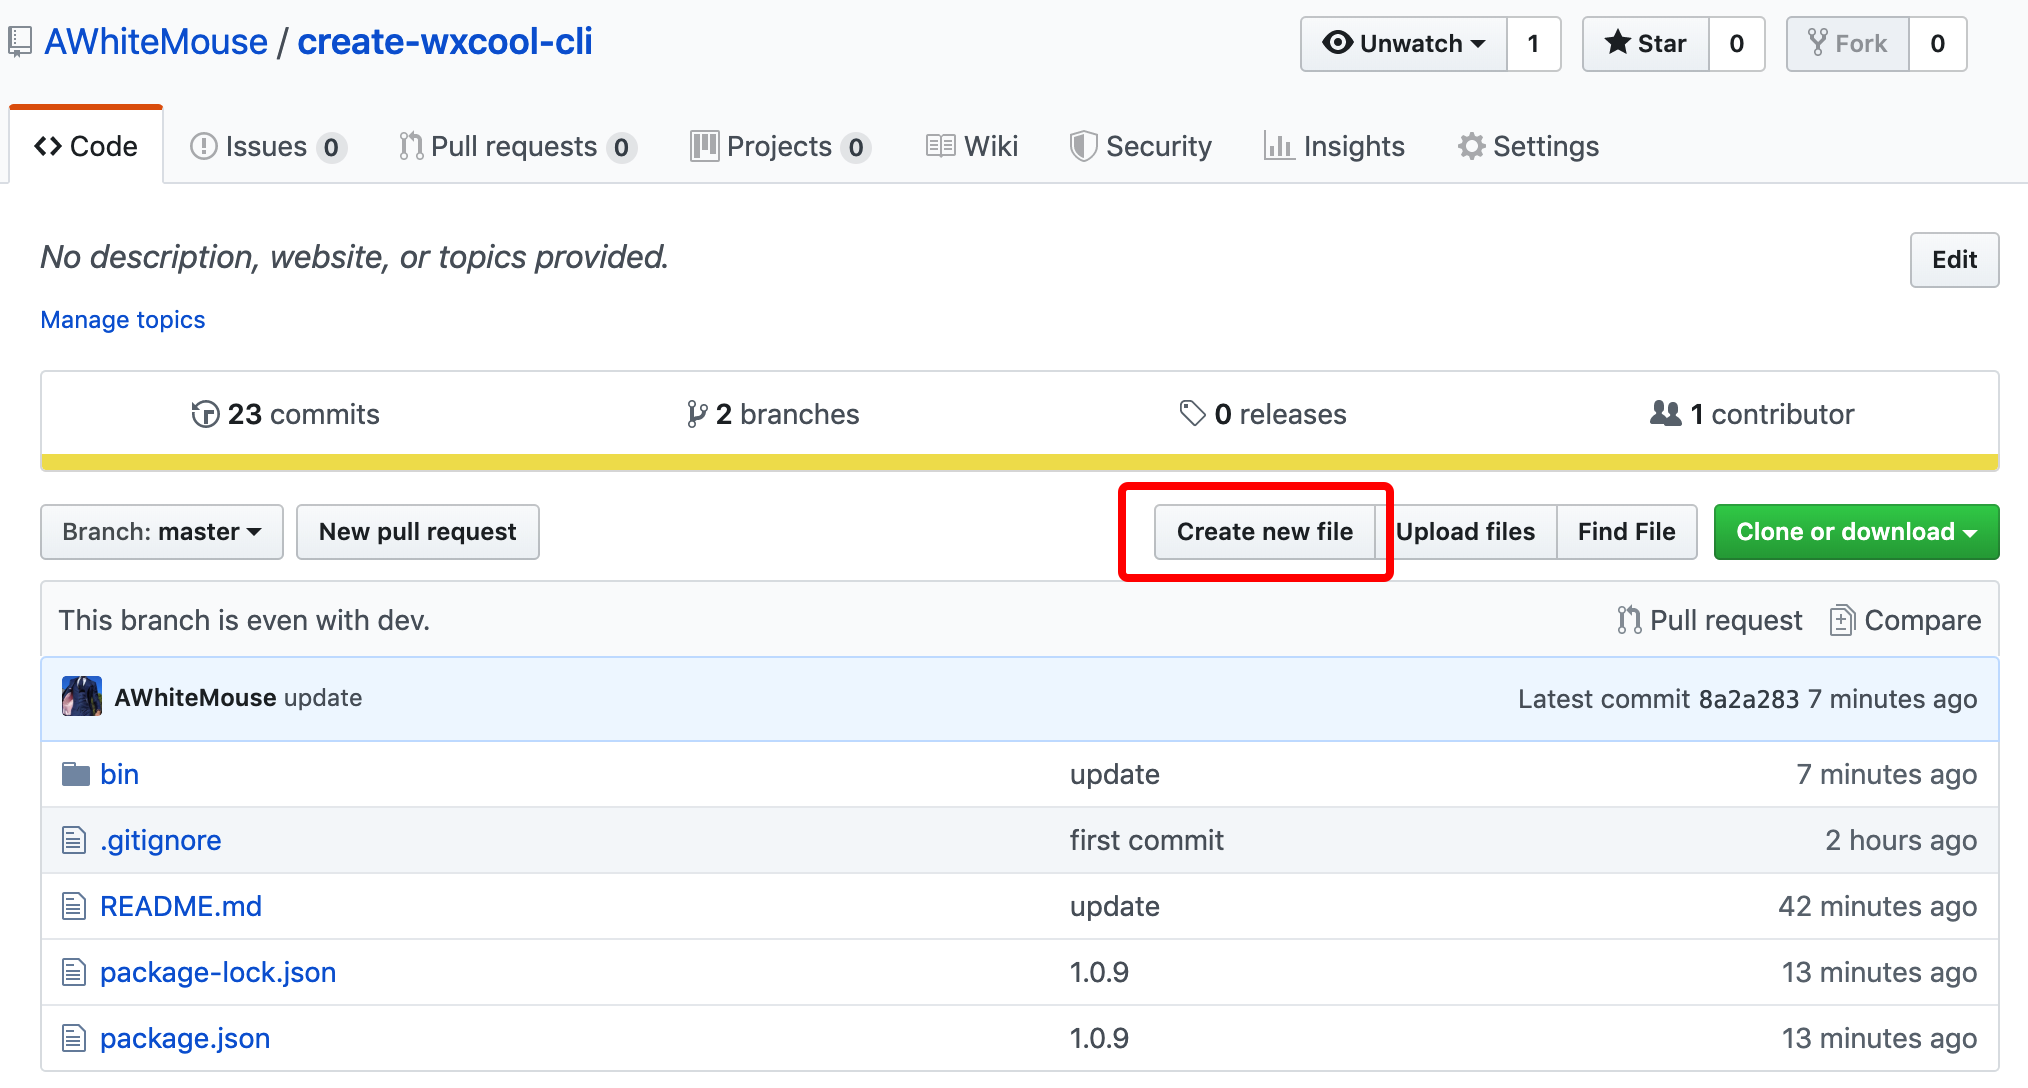 AWhiteMouse / create-wxcool-cli Unwatch 1 Star 0 Fork 0
Code Issues 0 Pull requests 0 Projects 0 Wiki Security Insights Settings
No description, website, or topics provided. Edit
Manage topics
23 commits 2 branches 0 releases 1 contributor
Branch: master New pull request Create new file Upload files Find File Clone or download
This branch is even with dev. Pull request Compare
AWhiteMouse update Latest commit 8a2a283 7 minutes ago
bin update 7 minutes ago
.gitignore first commit 2 hours ago
README.md update 42 minutes ago
package-lock.json 1.0.9 13 minutes ago
package.json 1.0.9 13 minutes ago